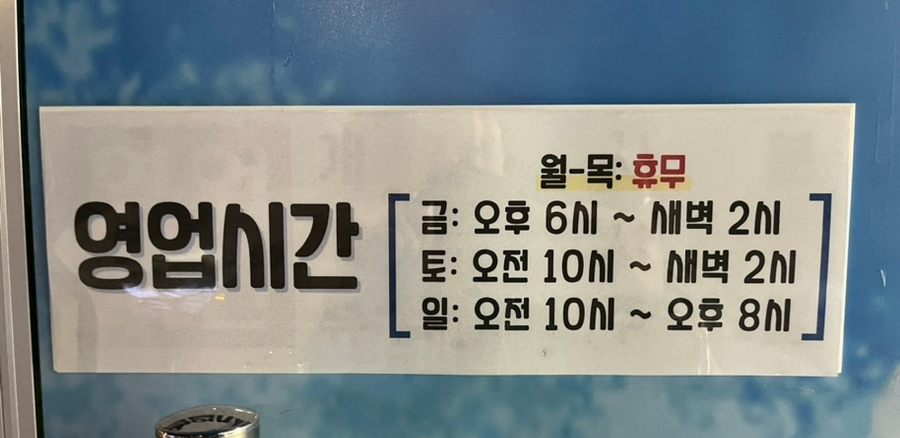 영업시간
월-목: 휴무
금: 오후 6시 ~ 새벽 2시
토: 오전 10시 ~ 새벽 2시
일: 오전 10시 ~ 오후 8시